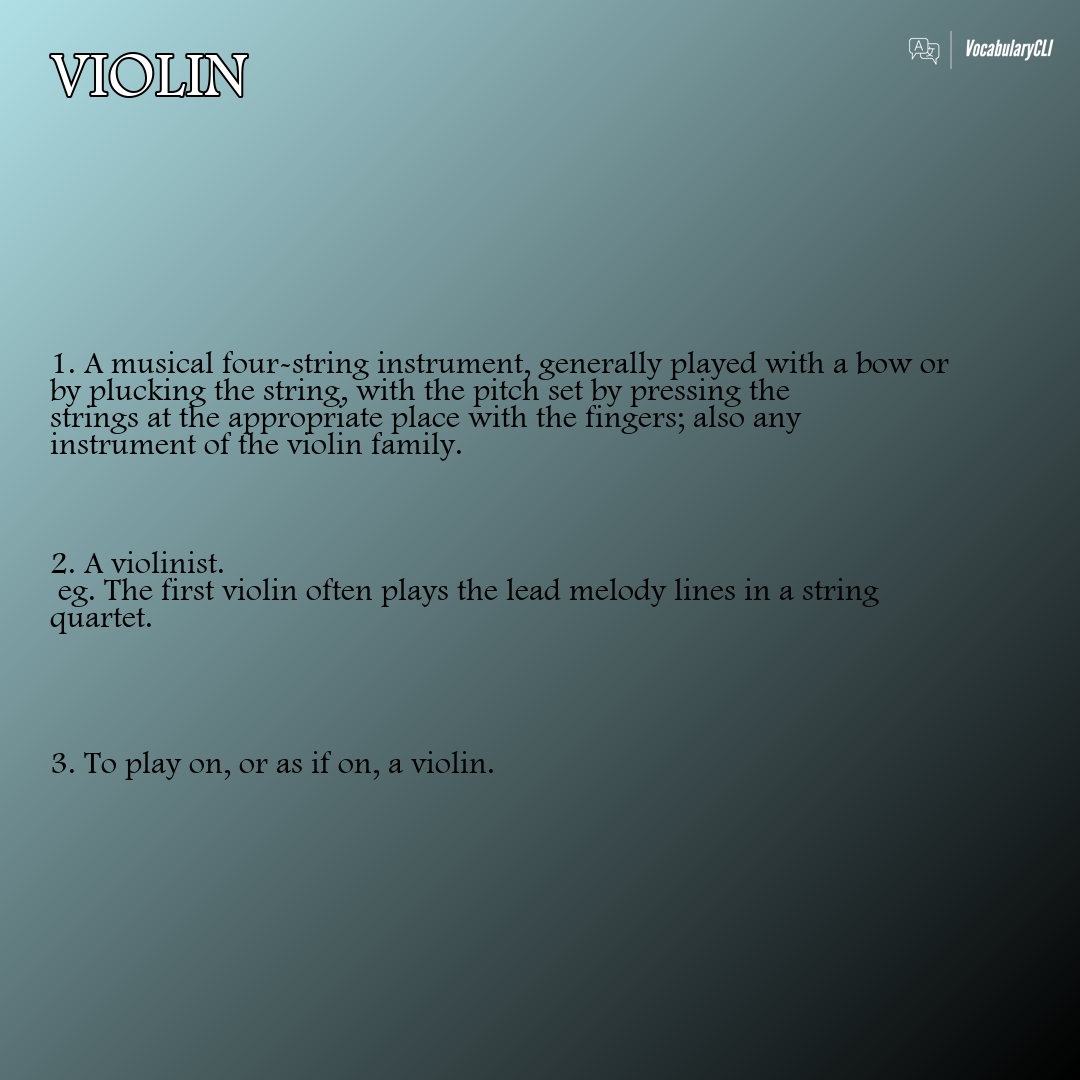 VIOLIN
VocabularyCLI
1. A musical four-string instrument, generally played with a bow or
by plucking the string, with the pitch set by pressing the
strings at the appropriate place with the fingers; also any
instrument of the violin family.
2. A violinist.
eg. The first violin often plays the lead melody lines in a string
quartet.
3. To play on, or as if on, a violin.